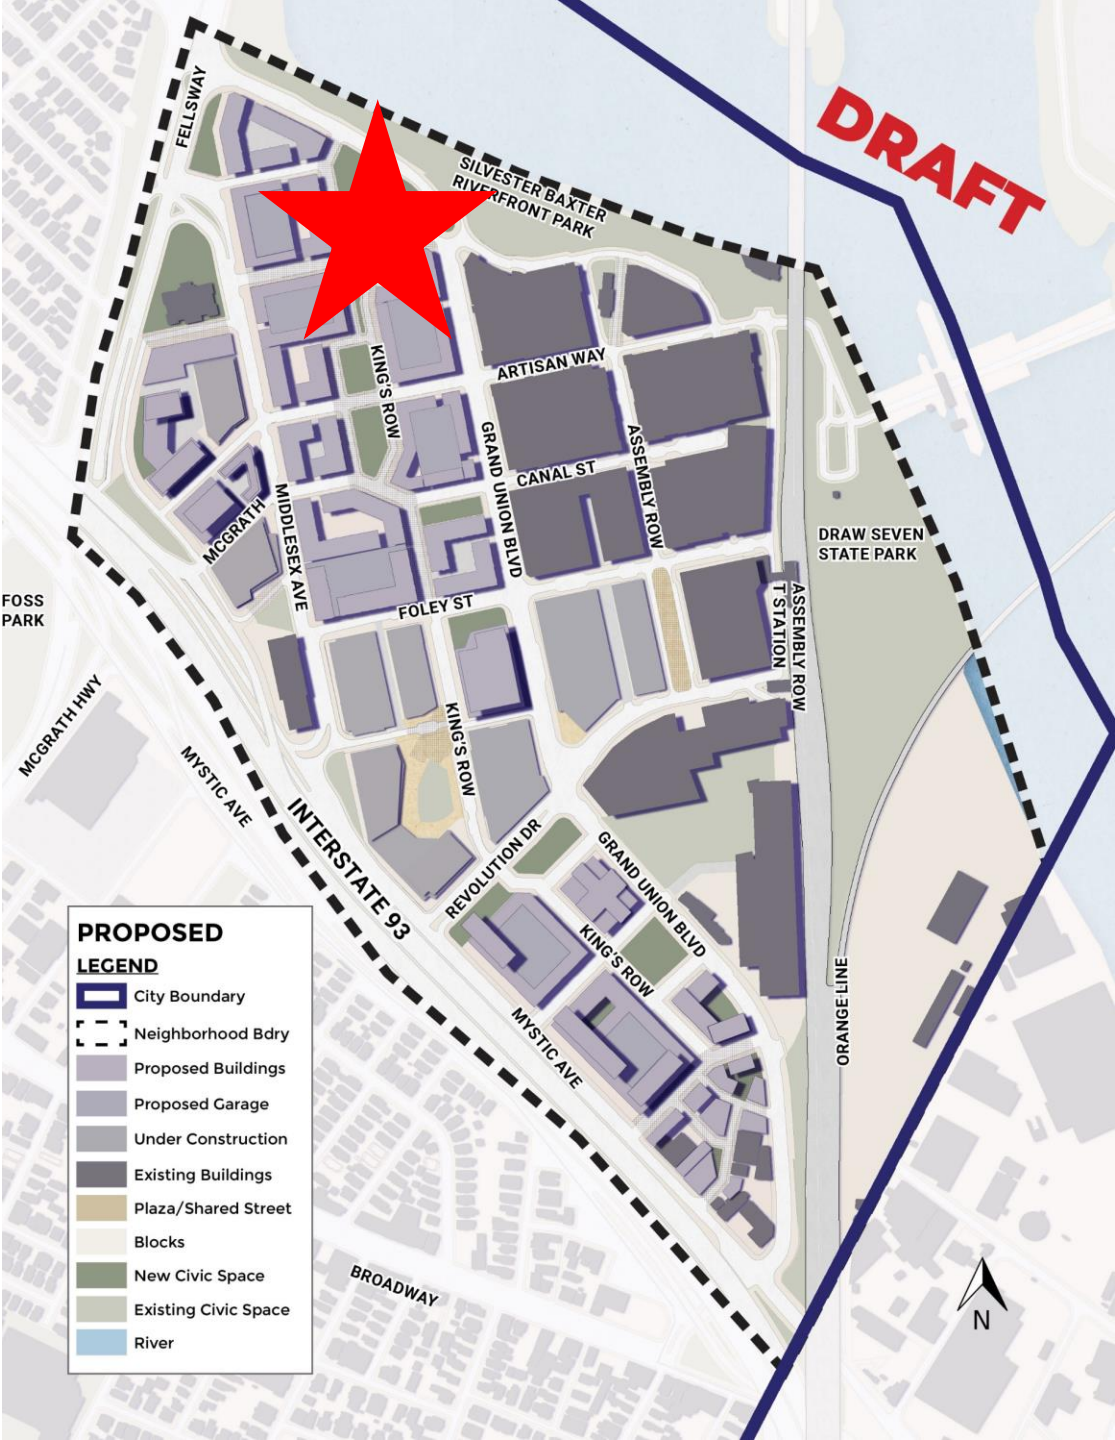 FELLSWAY
DRAFT
SILVESTER BAXTER
RIVERFRONT PARK
ARTISAN WAY
KING'S ROW
GRAND UNION BLVD
ASSEMBLY ROW
CANAL ST
MCGRATH
MIDDLESEX AVE
DRAW SEVEN
STATE PARK
FOSS
PARK
FOLEY ST
ASSEMBLY ROW
T STATION
MCGRATH HWY
MYSTIC AVE
KING'S ROW
INTERSTATE 93
REVOLUTION DR
GRAND UNION BLVD
KING'S ROW
MYSTIC AVE
ORANGE LINE
BROADWAY
PROPOSED
LEGEND
City Boundary
Neighborhood Bdry
Proposed Buildings
Proposed Garage
Under Construction
Existing Buildings
Plaza/Shared Street
Blocks
New Civic Space
Existing Civic Space
River
N